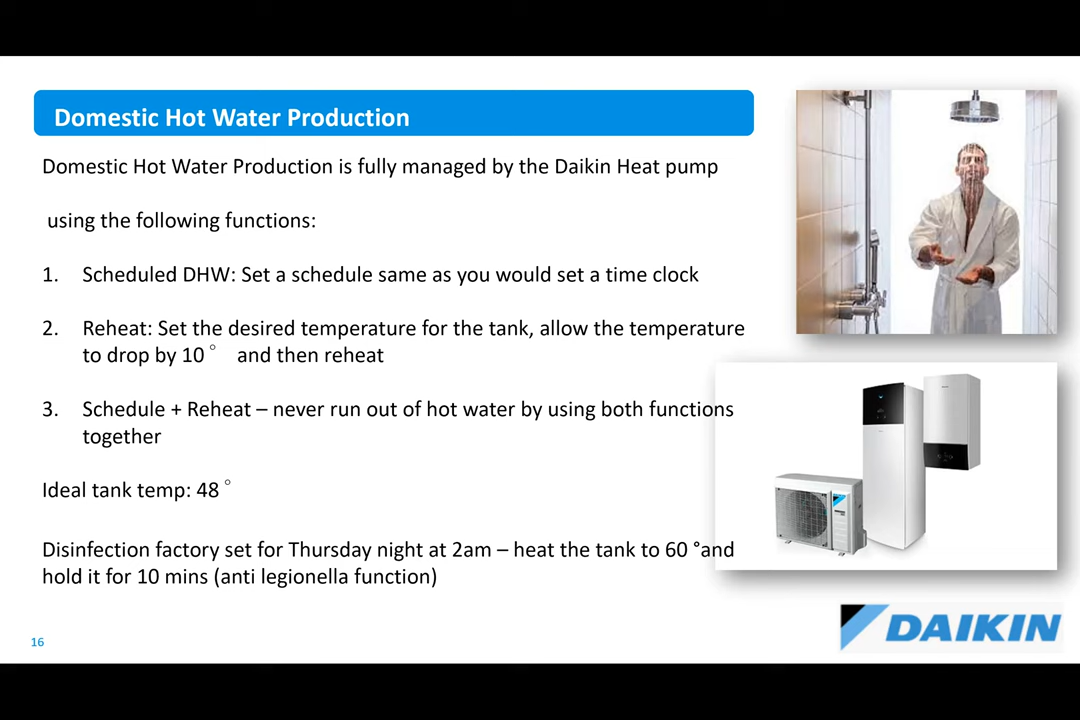 Domestic Hot Water Production
Domestic Hot Water Production is fully managed by the Daikin Heat pump
using the following functions:
1. Scheduled DHW: Set a schedule same as you would set a time clock
2. Reheat: Set the desired temperature for the tank, allow the temperature
to drop by 10° and then reheat
3. Schedule + Reheat – never run out of hot water by using both functions
together
Ideal tank temp: 48°
Disinfection factory set for Thursday night at 2am – heat the tank to 60 °and
hold it for 10 mins (anti legionella function)
16
DAIKIN